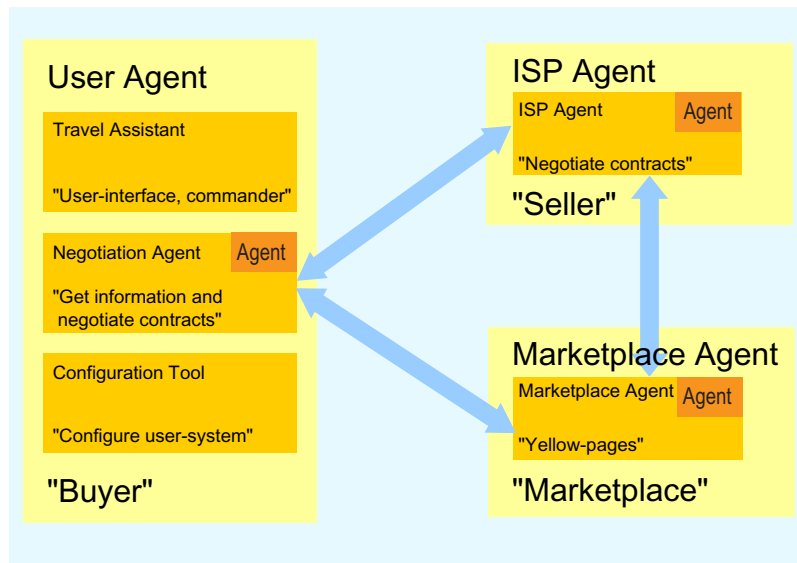 User Agent
Travel Assistant
"User-interface, commander"
Negotiation Agent
Agent
"Get information and
negotiate contracts"
Configuration Tool
"Configure user-system"
"Buyer"
ISP Agent
ISP Agent
Agent
"Negotiate contracts"
"Seller"
Marketplace Agent
Marketplace Agent
Agent
"Yellow-pages"
"Marketplace"